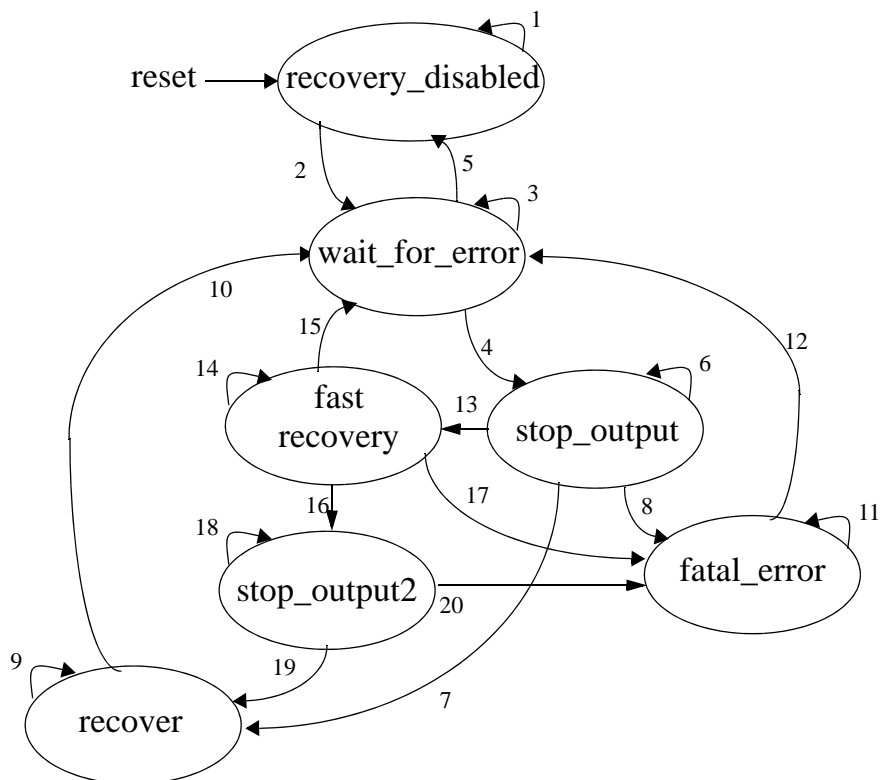 1
reset
recovery_disabled
2
5
3
wait_for_error
10
15
4
12
14
6
fast
recovery
13
stop_output
16
17
8
11
18
fatal_error
stop_output2
20
9
19
7
recover